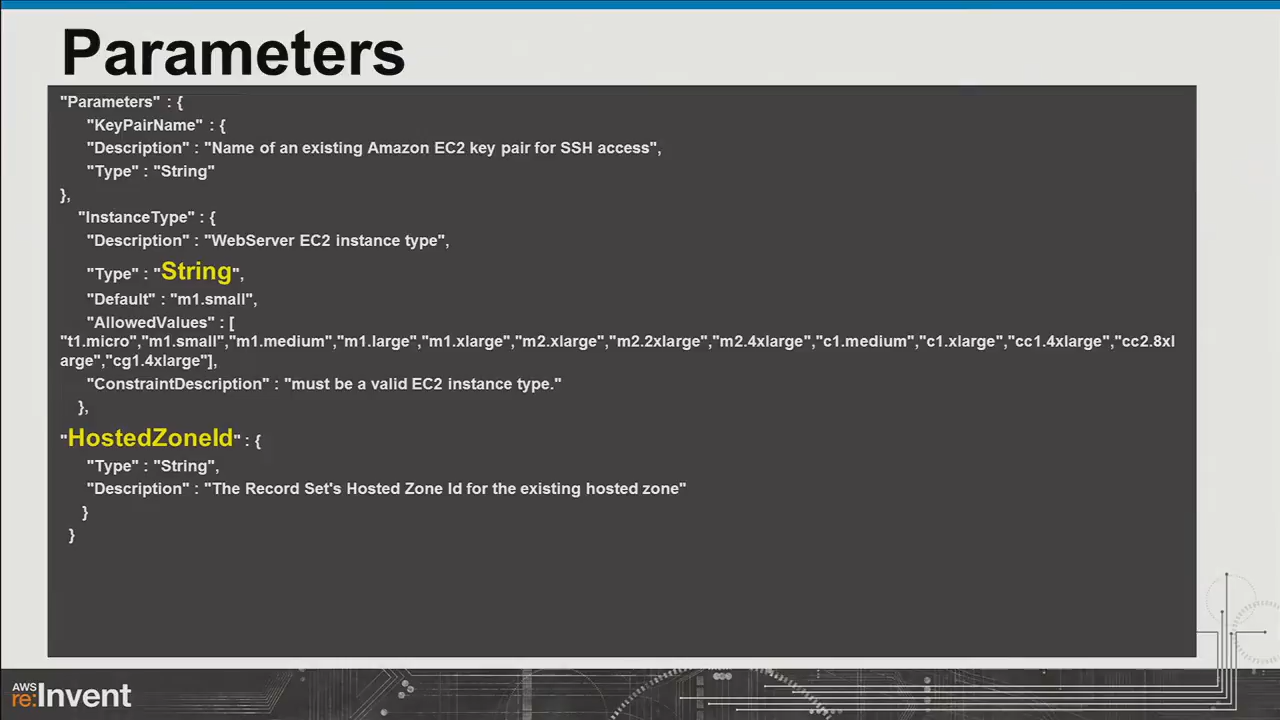 Parameters
"Parameters" : {
"KeyPairName" : {
"Description" : "Name of an existing Amazon EC2 key pair for SSH access",
"Type" : "String"
},
"InstanceType" : {
"Description" : "WebServer EC2 instance type",
"Type" : "String",
"Default" : "m1.small",
"AllowedValues" : [
"t1.micro","m1.small","m1.medium","m1.large","m1.xlarge","m2.xlarge","m2.2xlarge","m2.4xlarge","c1.medium","c1.xlarge","cc1.4xlarge","cc2.8xl
arge","cg1.4xlarge"],
"ConstraintDescription" : "must be a valid EC2 instance type."
},
"HostedZoneId" : {
"Type" : "String",
"Description" : "The Record Set's Hosted Zone Id for the existing hosted zone"
}
}
AWS
re:Invent